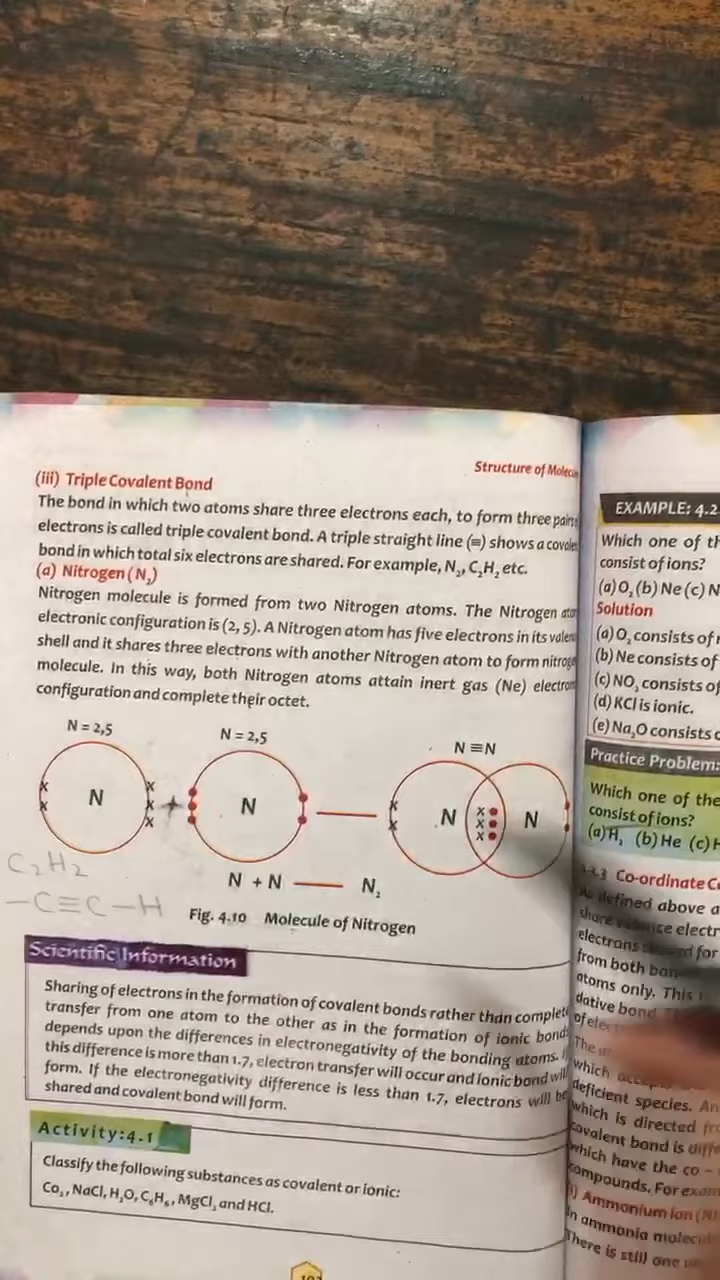 Structure of Molecu
(iii) Triple Covalent Bond
The bond in which two atoms share three electrons each, to form three pairs
electrons is called triple covalent bond. A triple straight line (≡) shows a covale
bond in which total six electrons are shared. For example, N₂, C₂H₂ etc.
(a) Nitrogen (N₂)
Nitrogen molecule is formed from two Nitrogen atoms. The Nitrogen ato
electronic configuration is (2, 5). A Nitrogen atom has five electrons in its valen
shell and it shares three electrons with another Nitrogen atom to form nitroge
molecule. In this way, both Nitrogen atoms attain inert gas (Ne) electron
configuration and complete their octet.
N = 2,5
N = 2,5
N ≡ N
N + N N N
N + N — N₂
C₂H₂
–C≡C–H
Fig. 4.10 Molecule of Nitrogen
Scientific Information
Sharing of electrons in the formation of covalent bonds rather than complete
transfer from one atom to the other as in the formation of ionic bond
depends upon the differences in electronegativity of the bonding atoms.
this difference is more than 1.7, electron transfer will occur and ionic bond will
form. If the electronegativity difference is less than 1.7, electrons will be
shared and covalent bond will form.
Activity:4.1
Classify the following substances as covalent or ionic:
Co₂, NaCl, H₂O, C₆H₆, MgCl₂ and HCl.
EXAMPLE: 4.2
Which one of th
consist of ions?
(a) O₂ (b) Ne (c) N
Solution
(a) O₂ consists of
(b) Ne consists of
(c) NO₂ consists of
(d) KCl is ionic.
(e) Na₂O consists
Practice Problem:
Which one of the
consist of ions?
(a) H₂ (b) He (c) H
Co-ordinate C
As defined above a
share electr
electrons for
from both
atoms only. This
dative bond
of elec
which
deficient species. An
which is directed fr
covalent bond is diff
which have the co –
compounds. For exam
(i) Ammonium ion (N
In ammonia molecul
There is still one